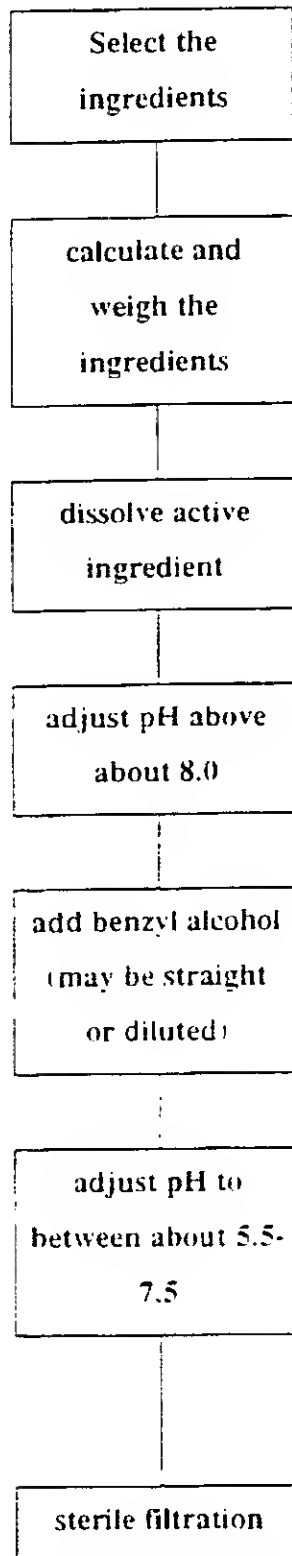 Select the
ingredients
calculate and
weigh the
ingredients
dissolve active
ingredient
adjust pH above
about 8.0
add benzyl alcohol
(may be straight
or diluted)
adjust pH to
between about 5.5-
7.5
sterile filtration